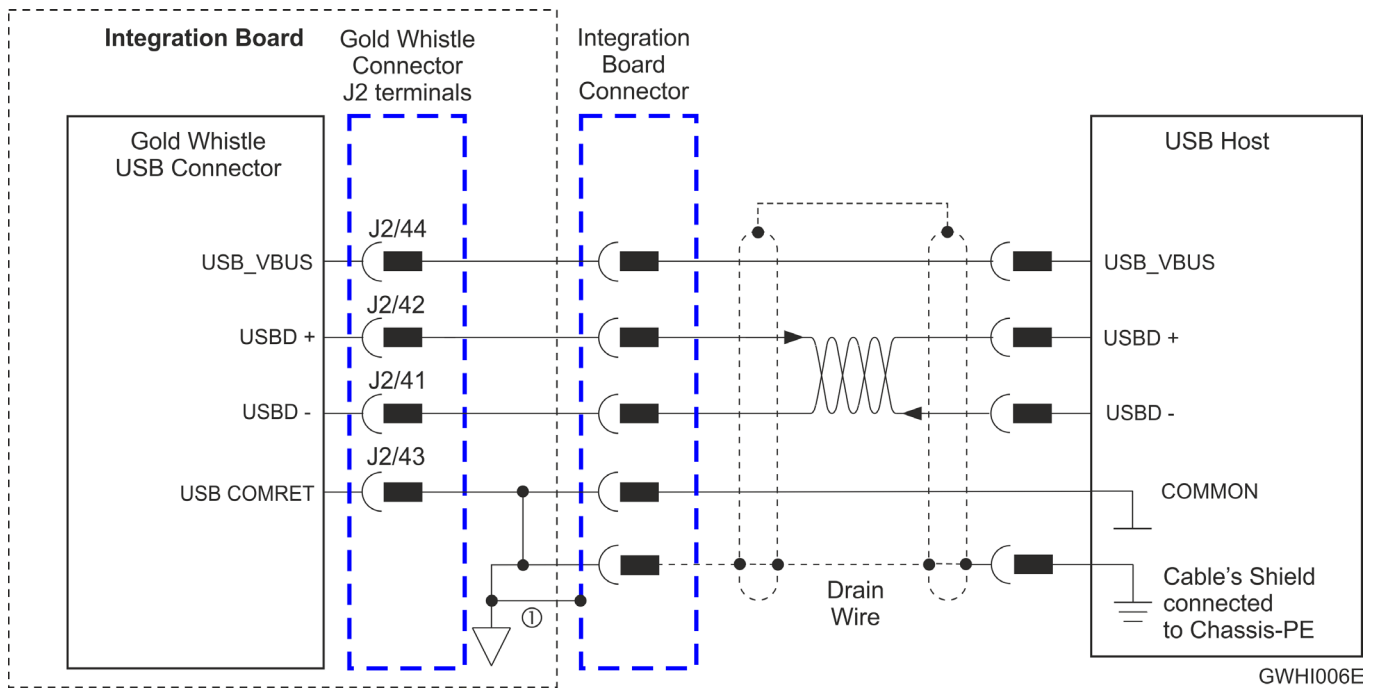 Integration Board
Gold Whistle
Connector
J2 terminals
Integration
Board
Connector
Gold Whistle
USB Connector
USB Host
J2/44
USB_VBUS
USB_VBUS
J2/42
USBD +
USBD +
J2/41
USBD -
USBD -
J2/43
USB COMRET
COMMON
Drain
Wire
Cable's Shield
connected
to Chassis-PE
①
GWHI006E